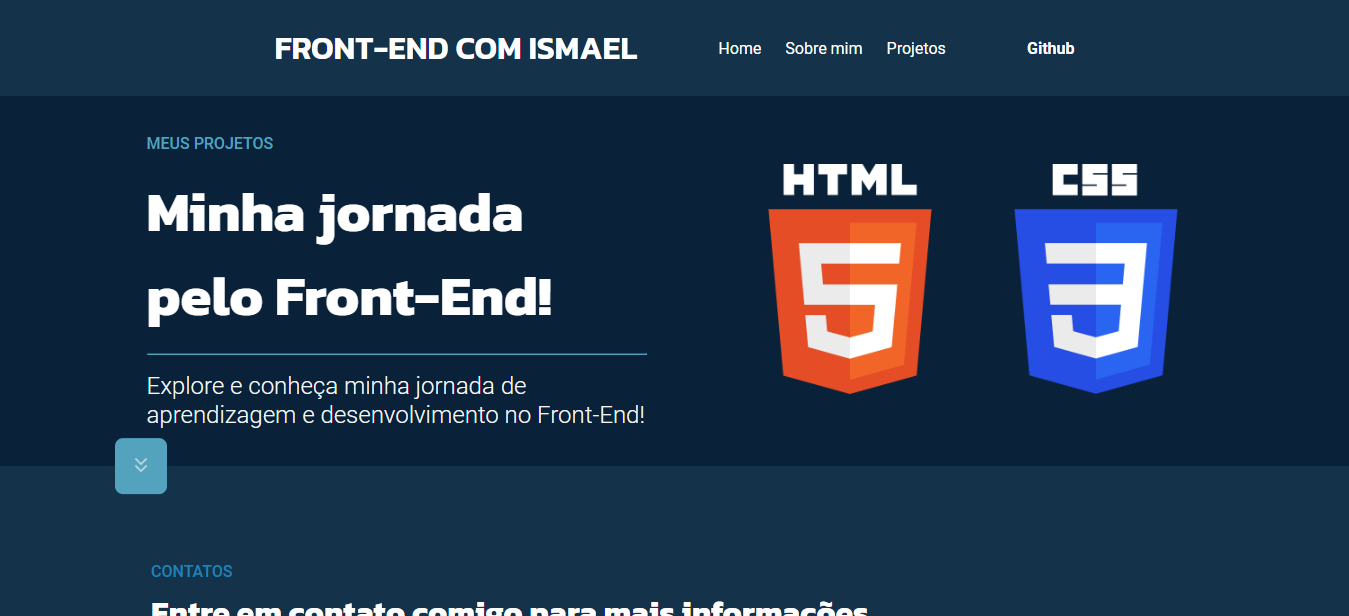 FRONT-END COM ISMAEL
Home Sobre mim Projetos Github
MEUS PROJETOS
Minha jornada
pelo Front-End!
Explore e conheça minha jornada de
aprendizagem e desenvolvimento no Front-End!
HTML
5
CSS
3
CONTATOS
Entre em contato comigo para mais informações